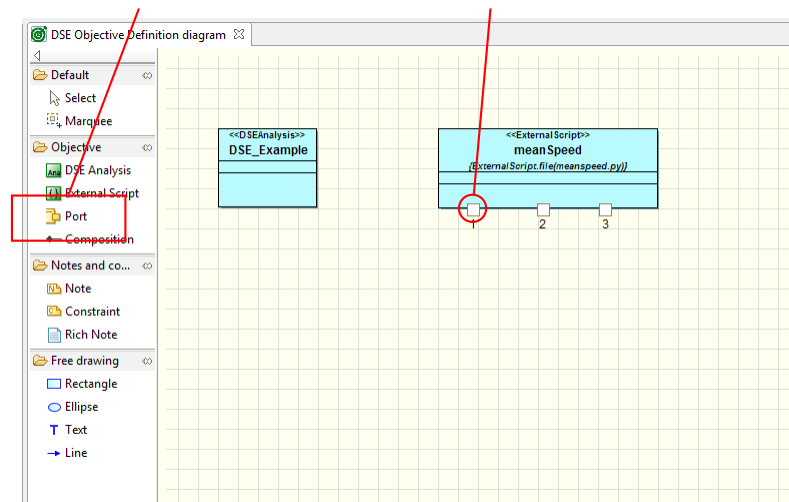 DSE Objective Definition diagram
Default
Select
Marquee
Objective
Ana DSE Analysis
External Script
Port
Composition
Notes and co...
Note
Constraint
Rich Note
Free drawing
Rectangle
Ellipse
T Text
Line
<<DSEAnalysis>>
DSE_Example
<<ExternalScript>>
meanSpeed
{ExternalScript.file(meanspeed.py)}
1 2 3